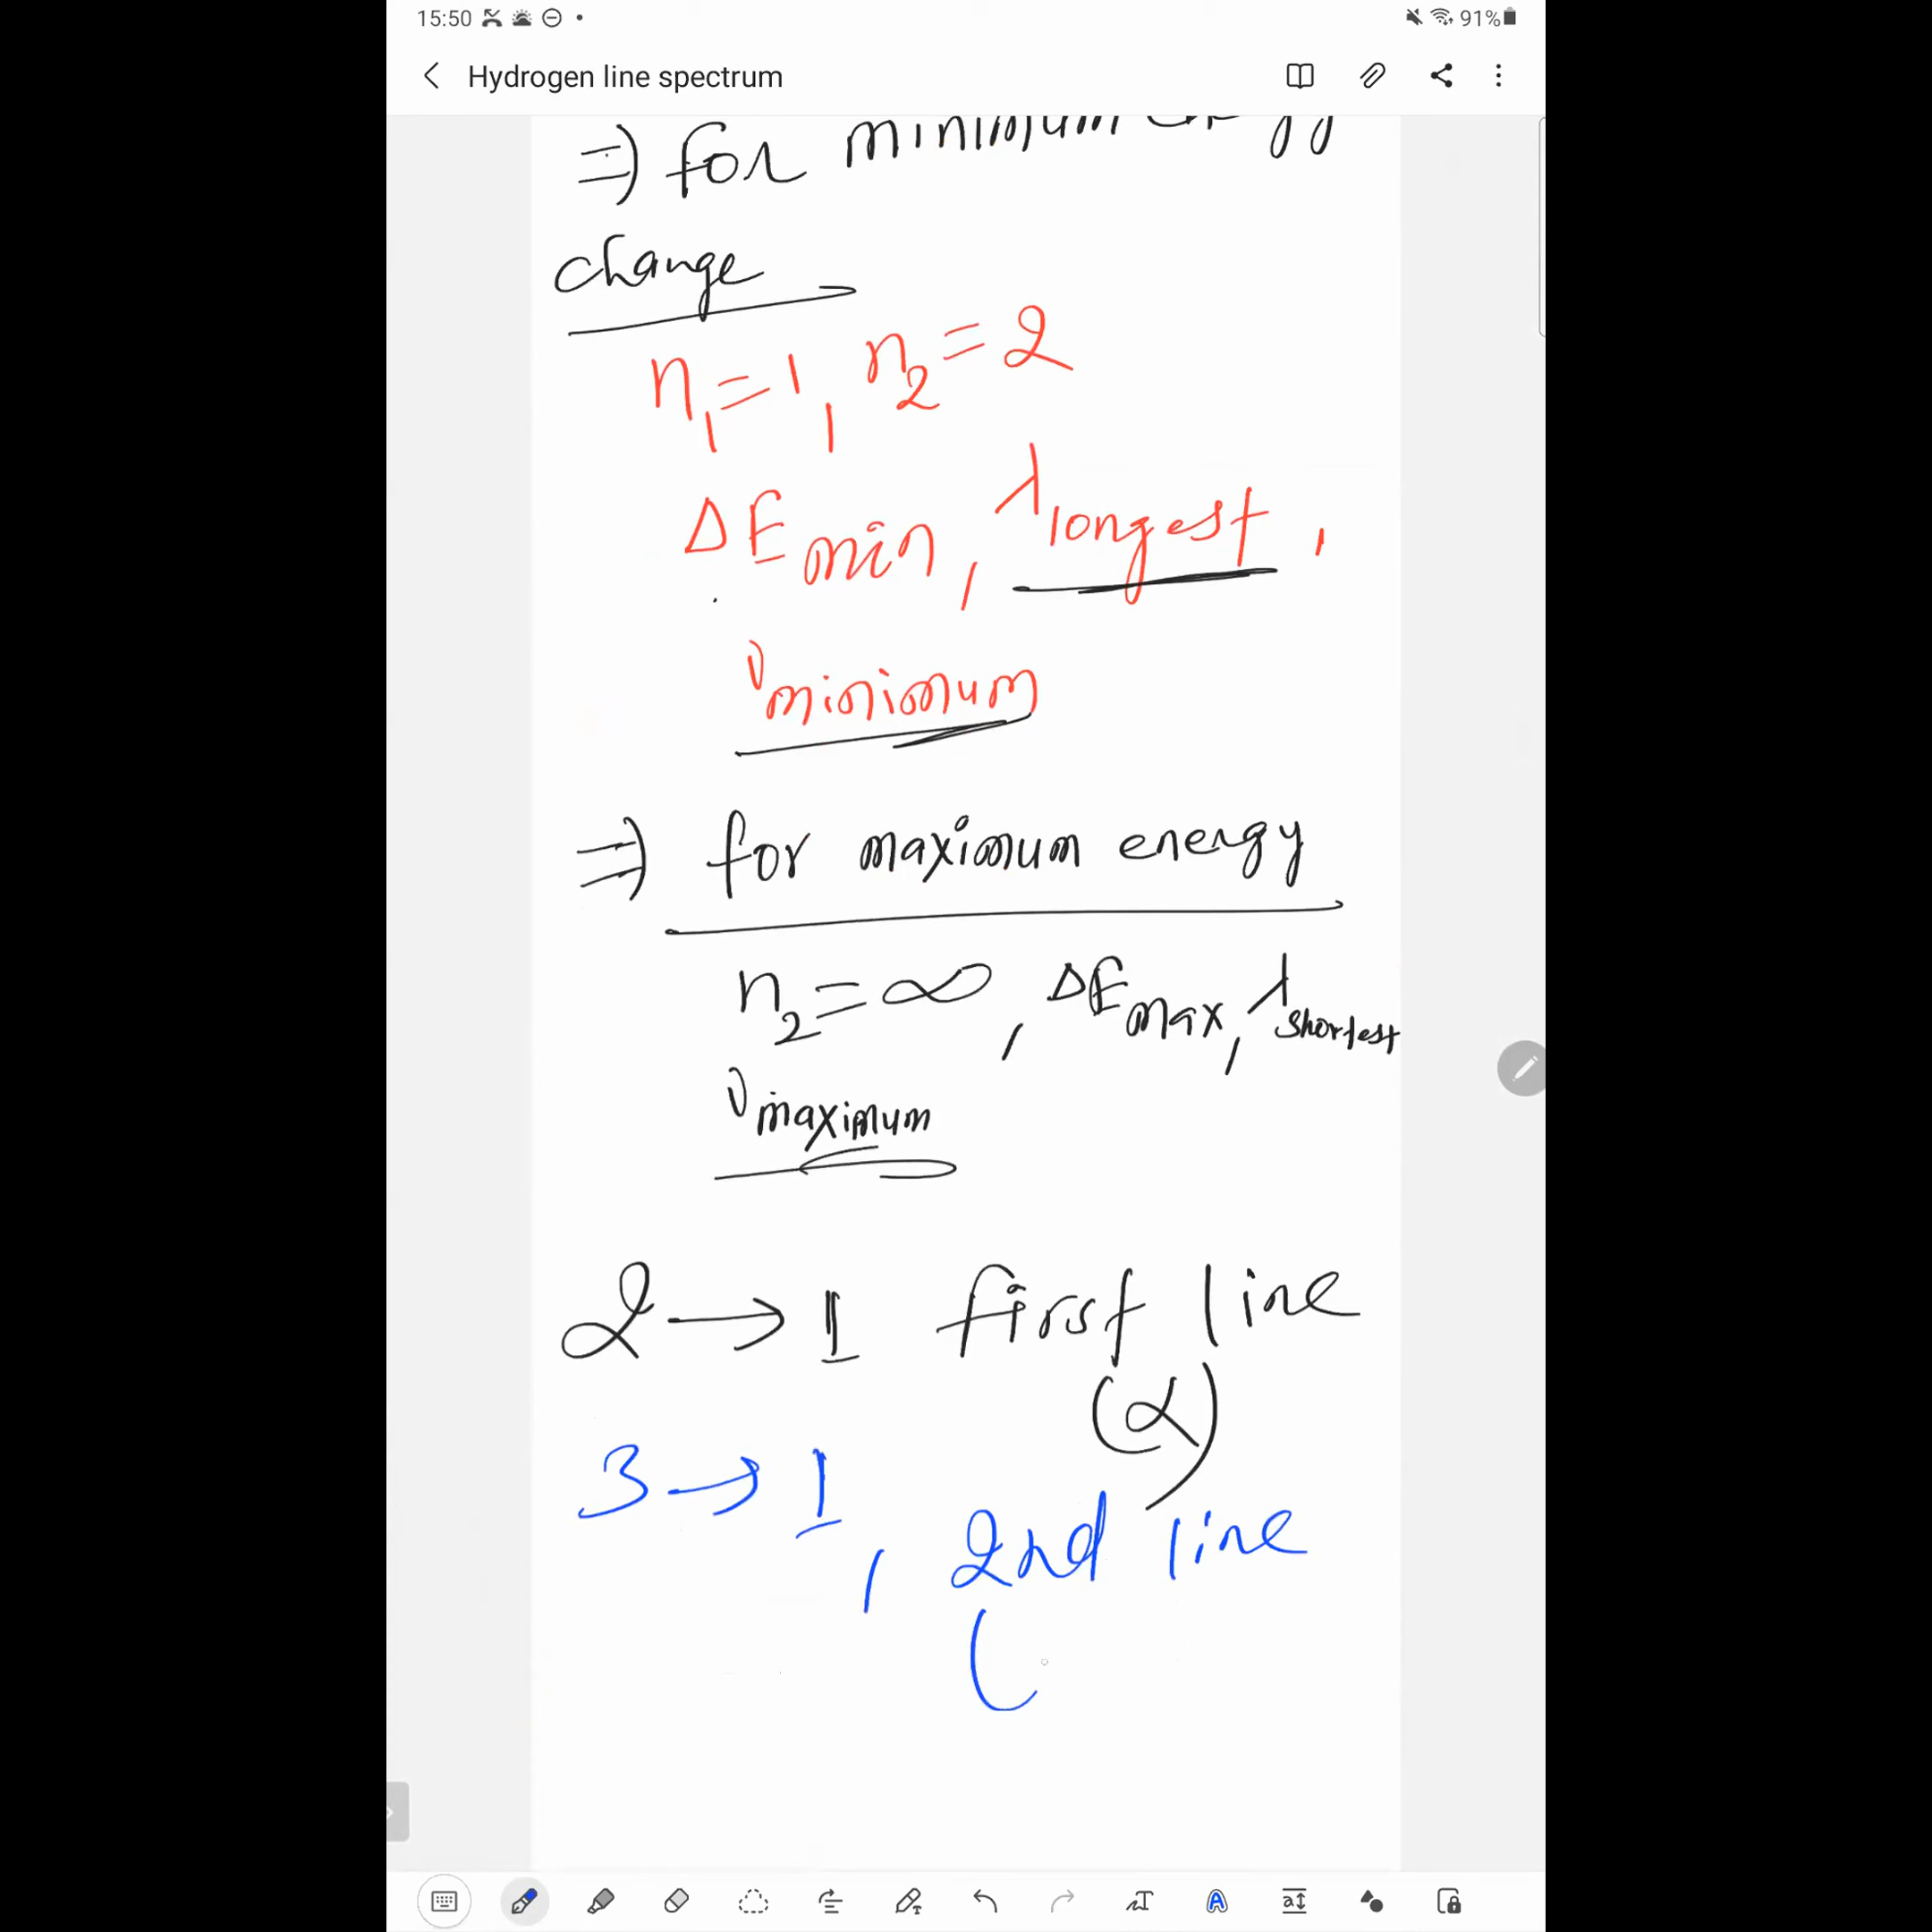 15:50
91%
Hydrogen line spectrum
⇒ for minimum energy
change
n₁ = 1, n₂ = 2
ΔE min, λ longest,
ν minimum
⇒ for maximum energy
n₂ = ∞, ΔE max, λ shortest
ν maximum
2 → 1 first line
(α)
3 → 1, 2nd line
(